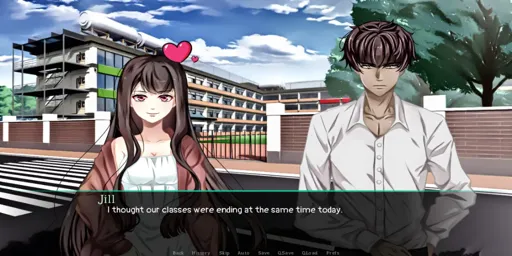 Jill
I thought our classes were ending at the same time today.
Back History Skip Auto Save Q.Save Q.Load Prefs